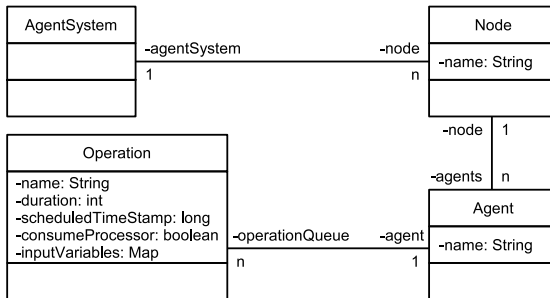 AgentSystem
Node
-agentSystem
-node
-name: String
1
n
-node
1
Operation
-name: String
-duration: int
-scheduledTimeStamp: long
-consumeProcessor: boolean
-inputVariables: Map
-agents
n
Agent
-operationQueue
-agent
-name: String
n
1